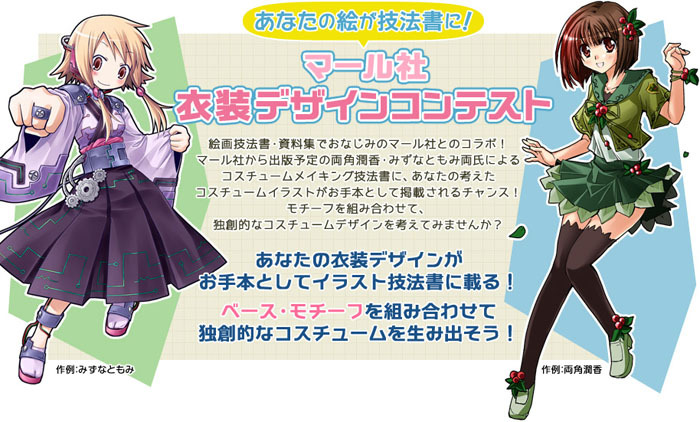 あなたの絵が技法書に!
マール社
衣装デザインコンテスト
絵画技法書・資料集でおなじみのマール社とのコラボ！
マール社から出版予定の両角潤香・みずなともみ両氏による
コスチュームメイキング技法書に、あなたの考えた
コスチュームイラストがお手本として掲載されるチャンス！
モチーフを組み合わせて、
独創的なコスチュームデザインを考えてみませんか？
あなたの衣装デザインが
お手本としてイラスト技法書に載る！
ベース・モチーフを組み合わせて
独創的なコスチュームを生み出そう！
作例:みずなともみ
作例:両角潤香